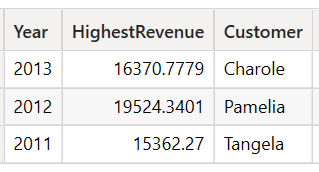 Year HighestRevenue Customer
2013 16370.7779 Charole
2012 19524.3401 Pamelia
2011 15362.27 Tangela